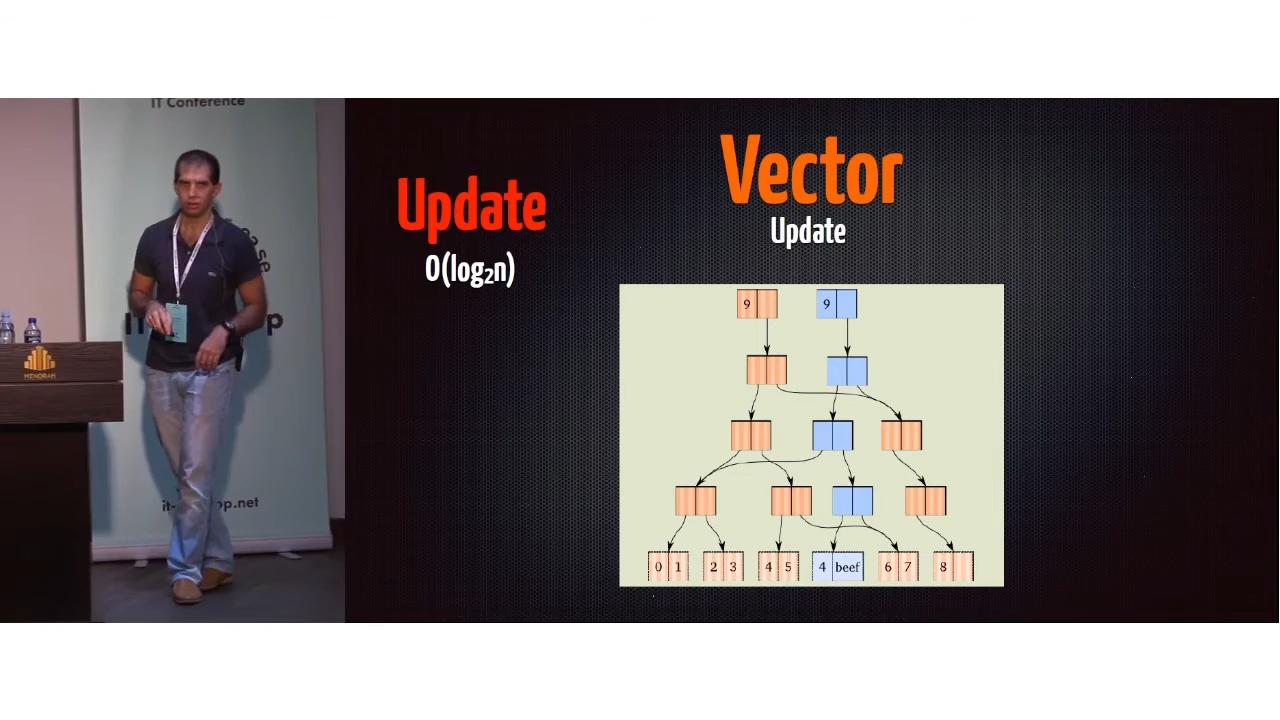 IT Conference
MENORAH
it-
op.net
Update
O(log₂n)
Vector
Update
9
9
0 1
2 3
4 5
4 beef
6 7
8